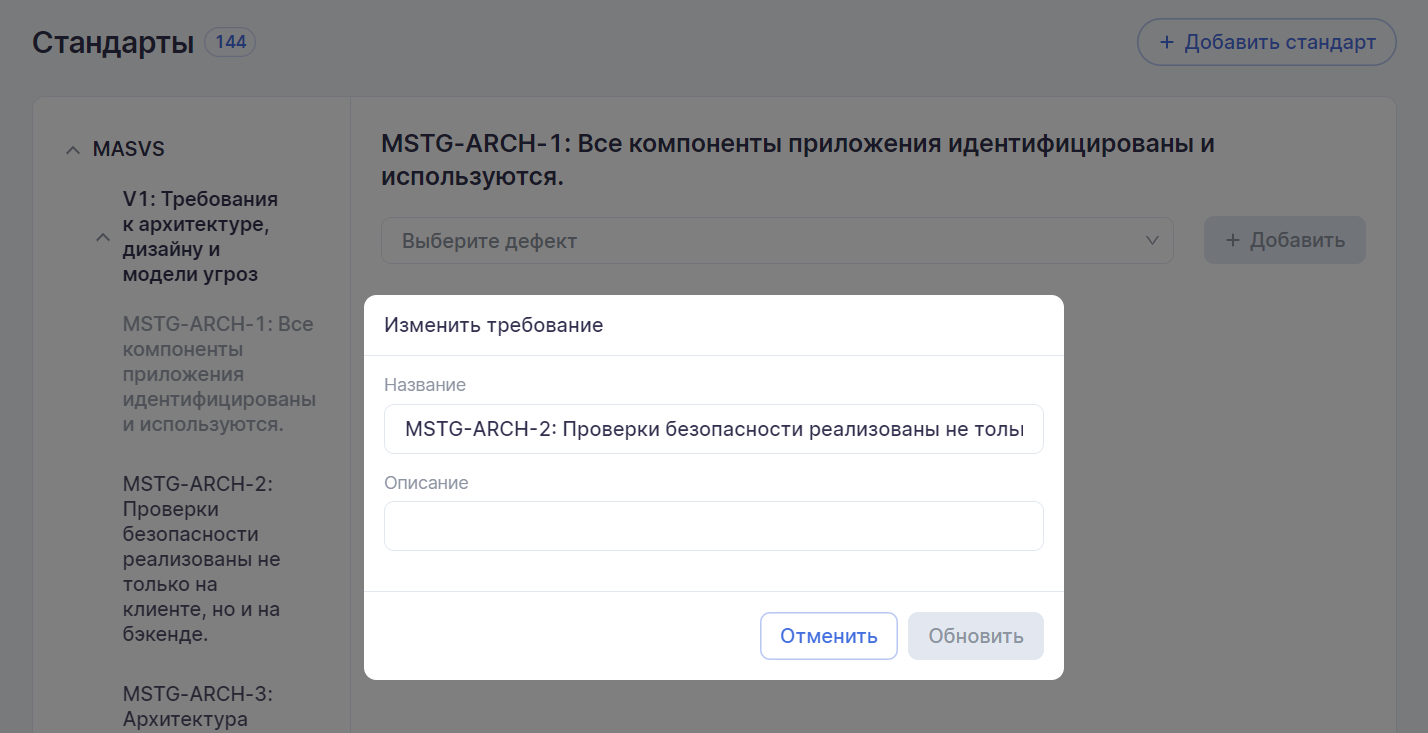 Стандарты 144
+ Добавить стандарт
MASVS
V1: Требования
к архитектуре,
дизайну и
модели угроз
MSTG-ARCH-1: Все
компоненты
приложения
идентифицированы
и используются.
MSTG-ARCH-2:
Проверки
безопасности
реализованы не
только на
клиенте, но и на
бэкенде.
MSTG-ARCH-3:
Архитектура
MSTG-ARCH-1: Все компоненты приложения идентифицированы и
используются.
Выберите дефект
+ Добавить
Изменить требование
Название
MSTG-ARCH-2: Проверки безопасности реализованы не толы
Описание
Отменить
Обновить